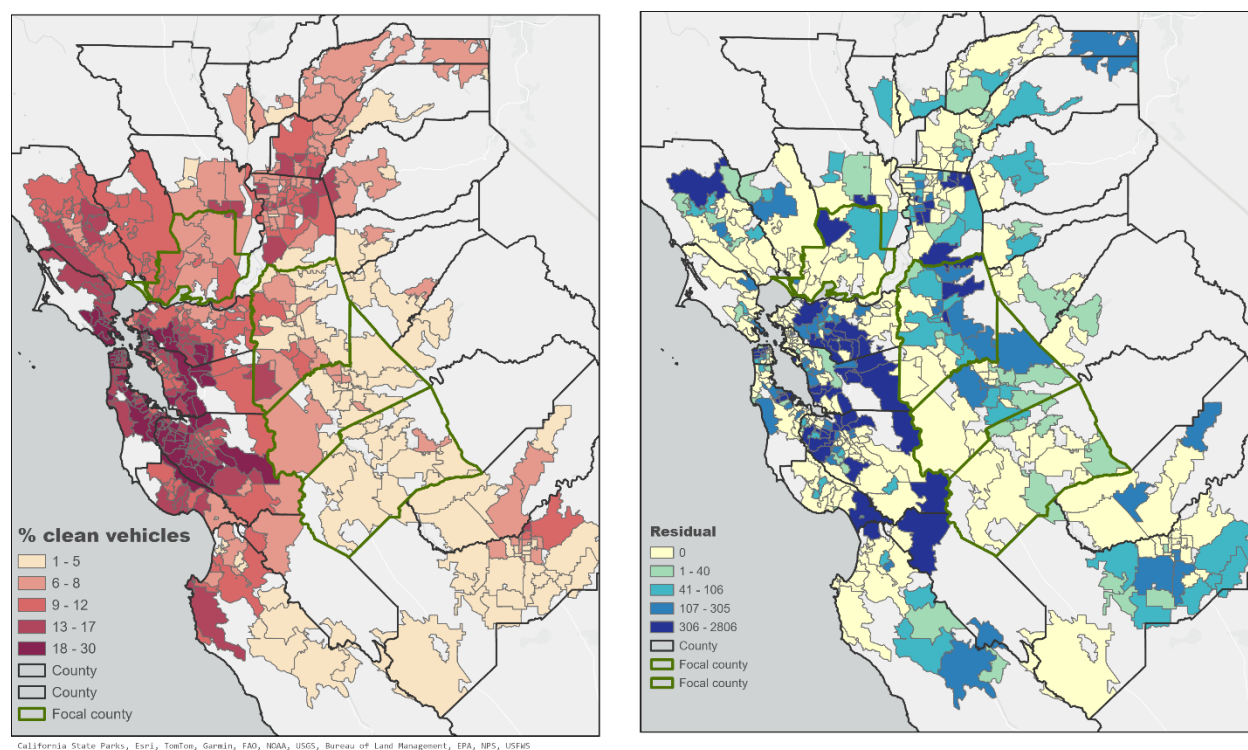 % clean vehicles
1 - 5
6 - 8
9 - 12
13 - 17
18 - 30
County
County
Focal county
California State Parks, Esri, TomTom, Garmin, FAO, NOAA, USGS, Bureau of Land Management, EPA, NPS, USFWS
Residual
0
1 - 40
41 - 106
107 - 305
306 - 2806
County
Focal county
Focal county